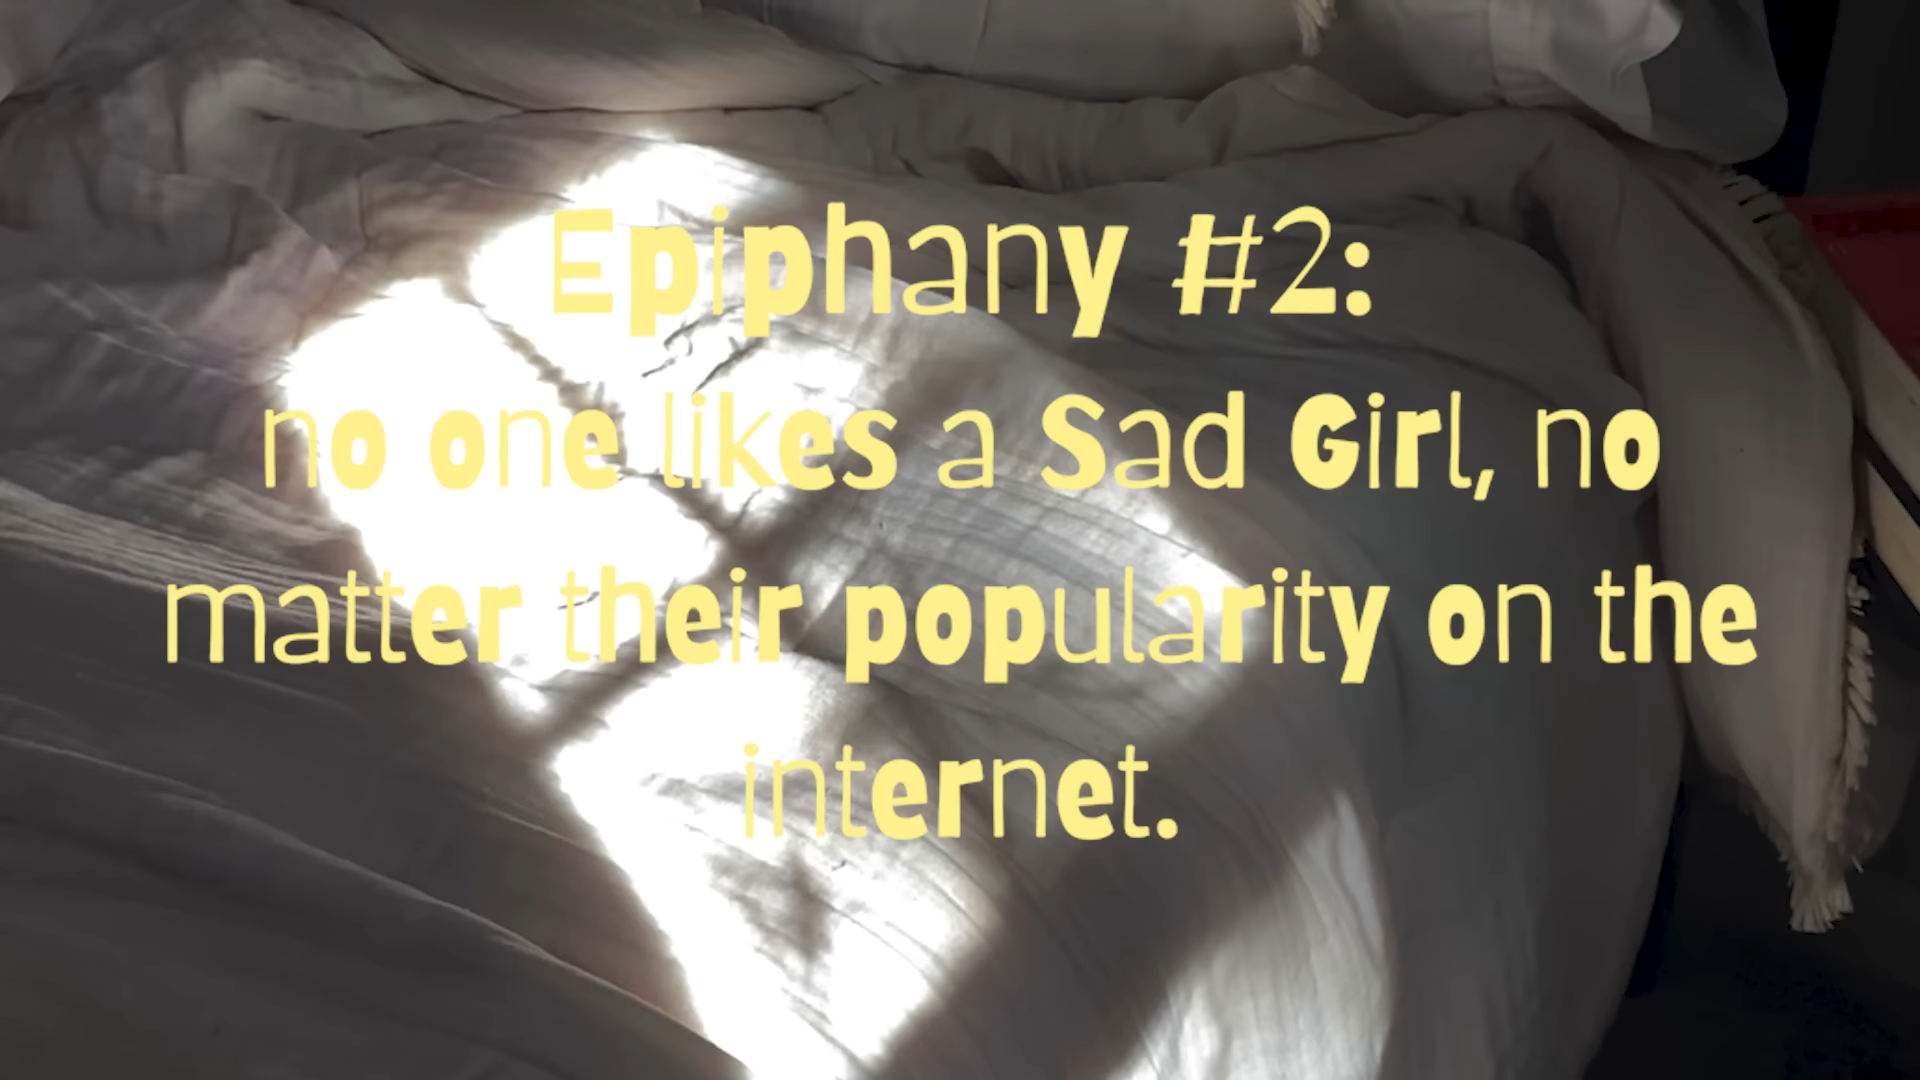 Epiphany #2:
no one likes a Sad Girl, no
matter their popularity on the
internet.